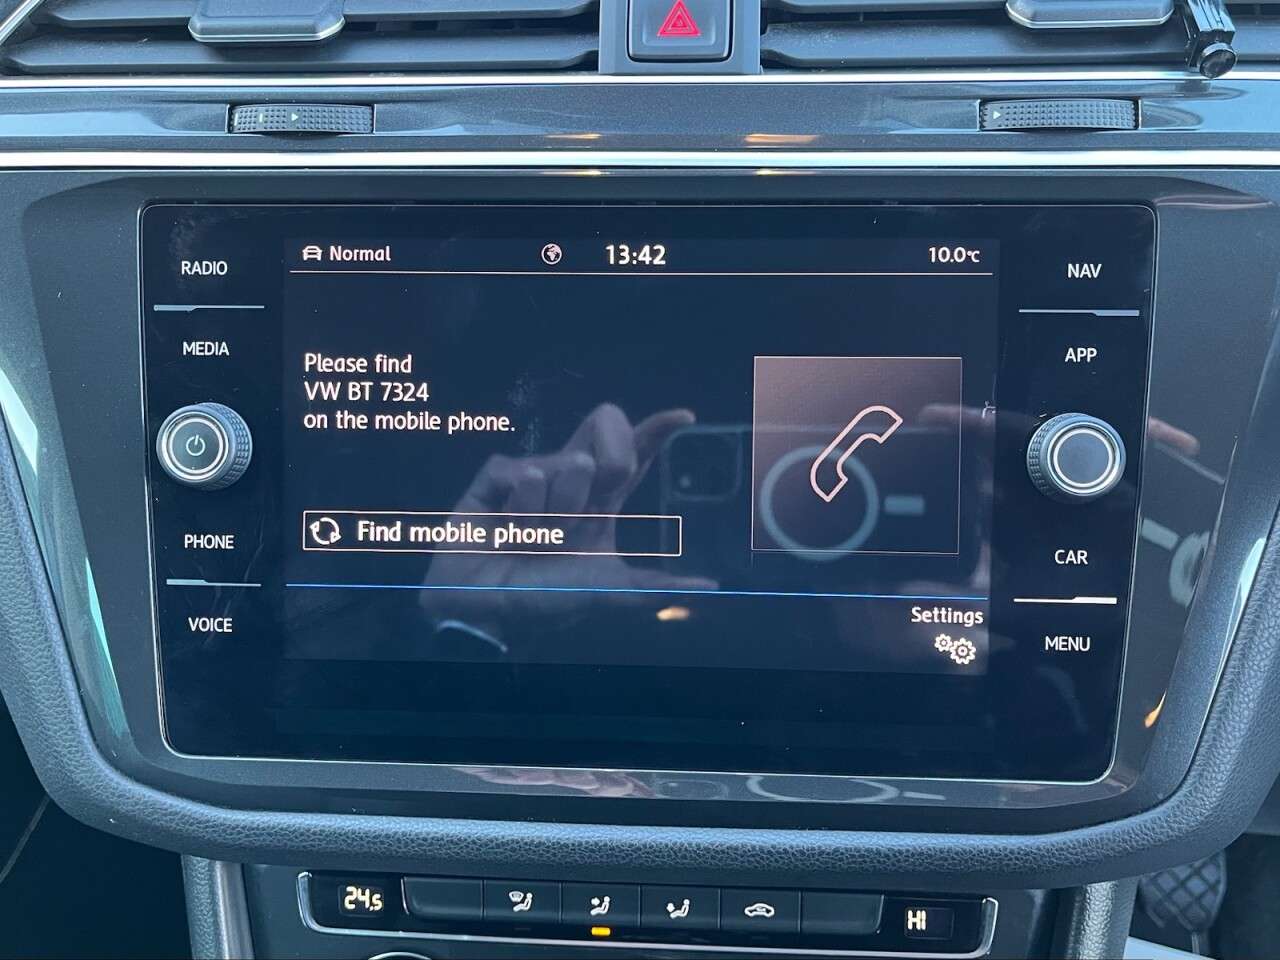 RADIO
MEDIA
PHONE
VOICE
Normal
13:42
10.0°C
Please find
VW BT 7324
on the mobile phone.
Find mobile phone
Settings
NAV
APP
CAR
MENU
24,5
HI